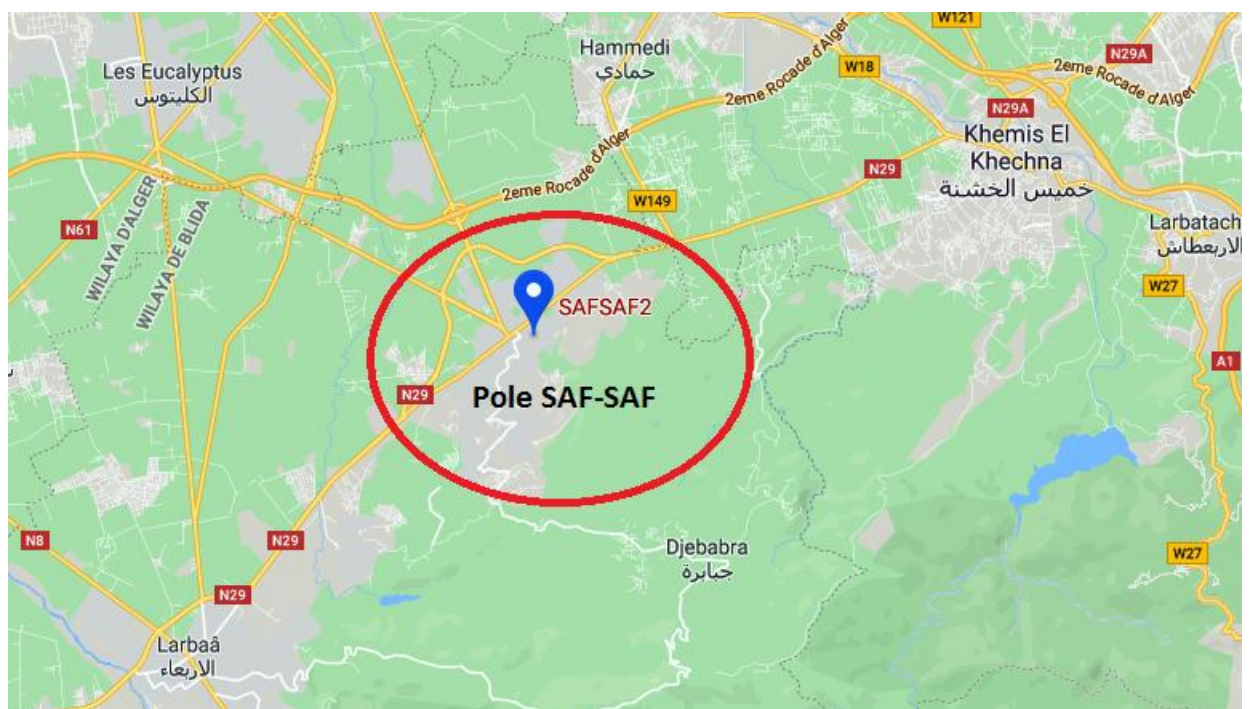 W121
Hammedi
حمادي
N29A
Les Eucalyptus
الكليتوس
W18
2eme Rocade d'Alger
2eme Rocade d'Alger
N29A
Khemis El
Khechna
خميس الخشنة
2eme Rocade d'Alger
N29
W149
N61
WILAYA D'ALGER
WILAYA DE BLIDA
Larbatach
الاربعطاش
W27
SAFSAF2
A1
Pole SAF-SAF
N29
N8
N29
Djebabra
جبابرة
W27
N29
Larbaâ
الاربعاء